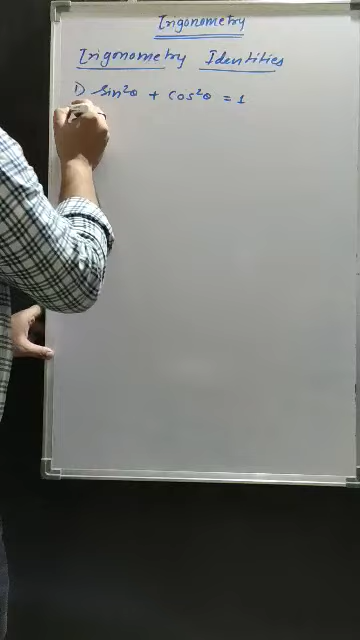 Trigonometry
Trigonometry Identities
1) sin²θ + cos²θ = 1